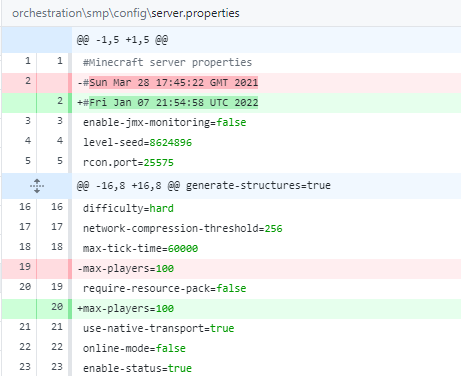 orchestration\smp\config\server.properties
@@ -1,5 +1,5 @@
1 1 #Minecraft server properties
2 -#Sun Mar 28 17:45:22 GMT 2021
2 +#Fri Jan 07 21:54:58 UTC 2022
3 3 enable-jmx-monitoring=false
4 4 level-seed=8624896
5 5 rcon.port=25575
@@ -16,8 +16,8 @@ generate-structures=true
16 16 difficulty=hard
17 17 network-compression-threshold=256
18 18 max-tick-time=60000
19 -max-players=100
20 19 require-resource-pack=false
20 +max-players=100
21 21 use-native-transport=true
22 22 online-mode=false
23 23 enable-status=true